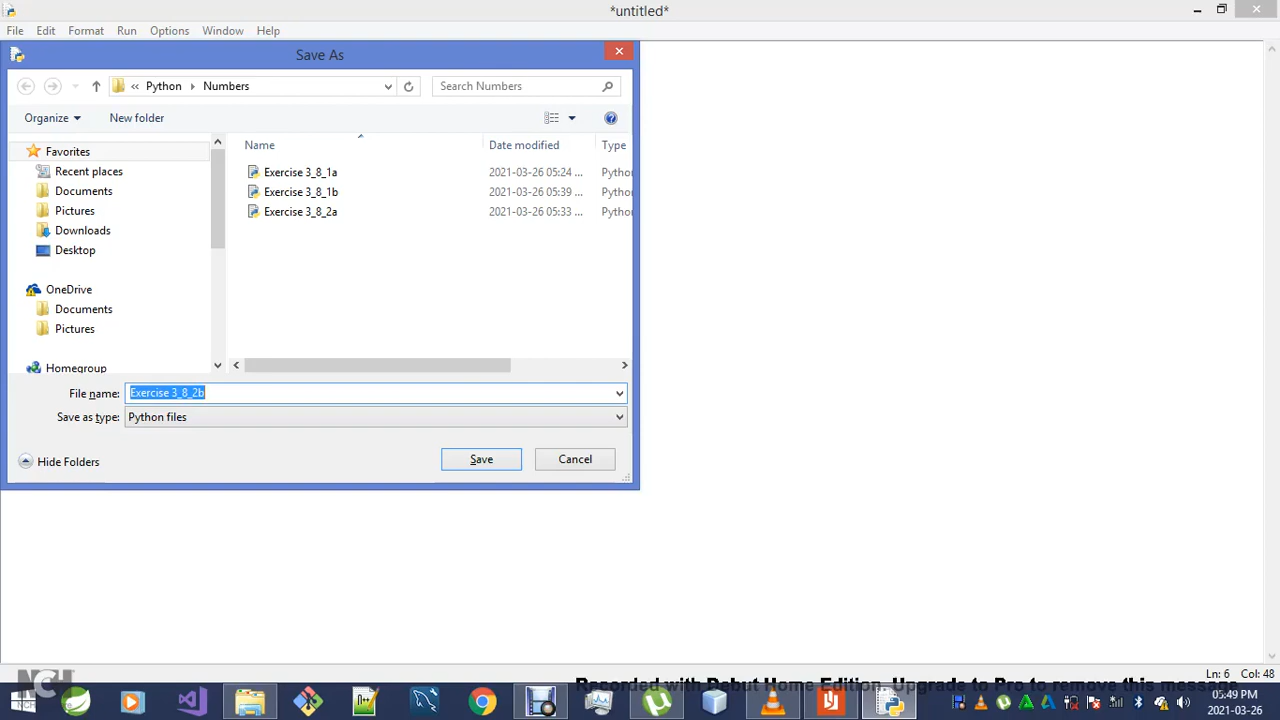 *untitled*
File Edit Format Run Options Window Help
Save As
« Python Numbers
Search Numbers
Organize New folder
Name Date modified Type
Favorites
Recent places
Documents
Pictures
Downloads
Desktop
OneDrive
Documents
Pictures
Homegroup
Exercise 3_8_1a 2021-03-26 05:24 ... Python
Exercise 3_8_1b 2021-03-26 05:39 ... Python
Exercise 3_8_2a 2021-03-26 05:33 ... Python
File name: Exercise 3_8_2b
Save as type: Python files
Hide Folders
Save Cancel
Ln: 6 Col: 48
NCH
Recorded with Debut Home Edition. Upgrade to Pro to remove this message
05:49 PM
2021-03-26